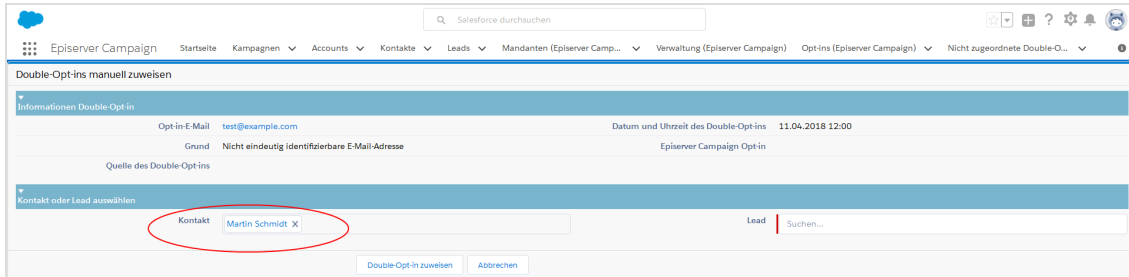 Salesforce durchsuchen
Episerver Campaign Startseite Kampagnen Accounts Kontakte Leads Mandanten (Episerver Camp... Verwaltung (Episerver Campaign) Opt-ins (Episerver Campaign) Nicht zugeordnete Double-O...
Double-Opt-ins manuell zuweisen
Informationen Double-Opt-in
Opt-in-E-Mail test@example.com Datum und Uhrzeit des Double-Opt-ins 11.04.2018 12:00
Grund Nicht eindeutig identifizierbare E-Mail-Adresse Episerver Campaign Opt-in
Quelle des Double-Opt-ins
Kontakt oder Lead auswählen
Kontakt Martin Schmidt X Lead Suchen...
Double-Opt-in zuweisen Abbrechen